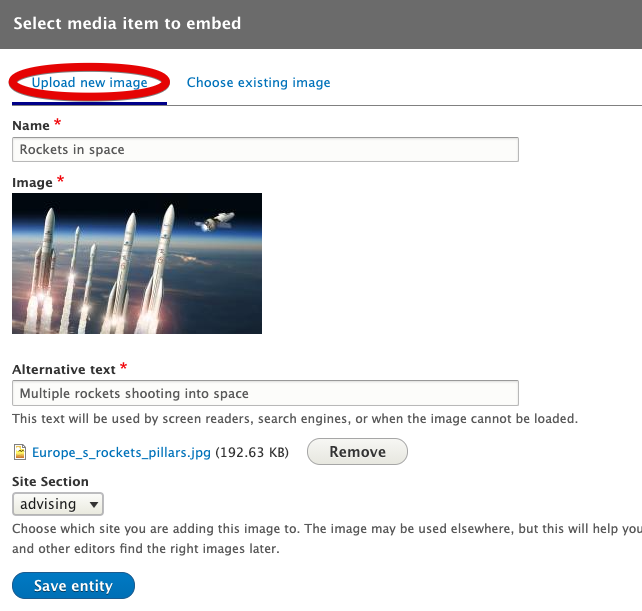 Select media item to embed
Upload new image Choose existing image
Name *
Rockets in space
Image *
Alternative text *
Multiple rockets shooting into space
This text will be used by screen readers, search engines, or when the image cannot be loaded.
Europe_s_rockets_pillars.jpg (192.63 KB) Remove
Site Section
advising
Choose which site you are adding this image to. The image may be used elsewhere, but this will help you
and other editors find the right images later.
Save entity